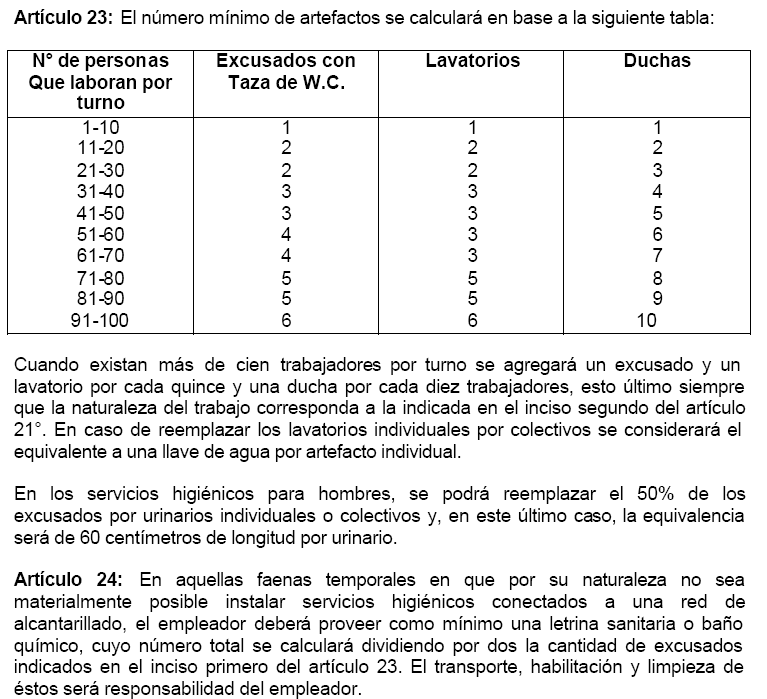 Artículo 23: El número mínimo de artefactos se calculará en base a la siguiente tabla:
N° de personas Que laboran por turno | Excusados con Taza de W.C. | Lavatorios | Duchas
1-10 | 1 | 1 | 1
11-20 | 2 | 2 | 2
21-30 | 2 | 2 | 3
31-40 | 3 | 3 | 4
41-50 | 3 | 3 | 5
51-60 | 4 | 3 | 6
61-70 | 4 | 3 | 7
71-80 | 5 | 5 | 8
81-90 | 5 | 5 | 9
91-100 | 6 | 6 | 10
Cuando existan más de cien trabajadores por turno se agregará un excusado y un
lavatorio por cada quince y una ducha por cada diez trabajadores, esto último siempre
que la naturaleza del trabajo corresponda a la indicada en el inciso segundo del artículo
21°. En caso de reemplazar los lavatorios individuales por colectivos se considerará el
equivalente a una llave de agua por artefacto individual.
En los servicios higiénicos para hombres, se podrá reemplazar el 50% de los
excusados por urinarios individuales o colectivos y, en este último caso, la equivalencia
será de 60 centímetros de longitud por urinario.
Artículo 24: En aquellas faenas temporales en que por su naturaleza no sea
materialmente posible instalar servicios higiénicos conectados a una red de
alcantarillado, el empleador deberá proveer como mínimo una letrina sanitaria o baño
químico, cuyo número total se calculará dividiendo por dos la cantidad de excusados
indicados en el inciso primero del artículo 23. El transporte, habilitación y limpieza de
éstos será responsabilidad del empleador.